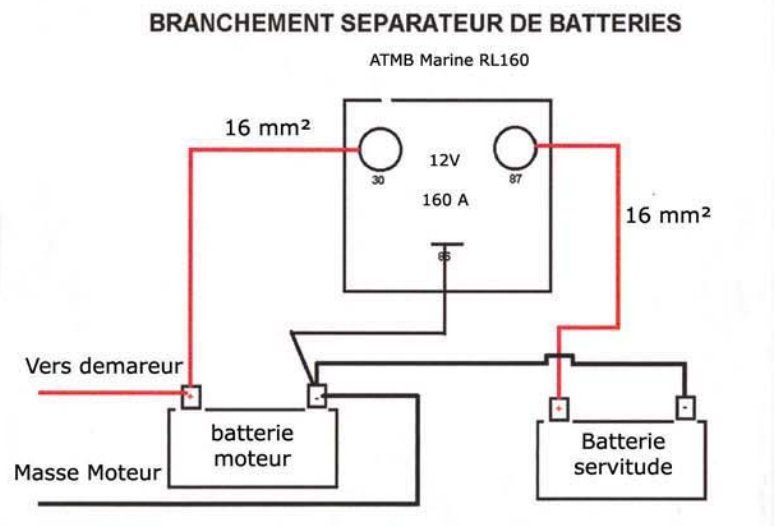 BRANCHEMENT SEPARATEUR DE BATTERIES
ATMB Marine RL160
16 mm²
30
12V
87
160 A
16 mm²
86
Vers demareur
+
-
+
-
batterie
moteur
Batterie
servitude
Masse Moteur